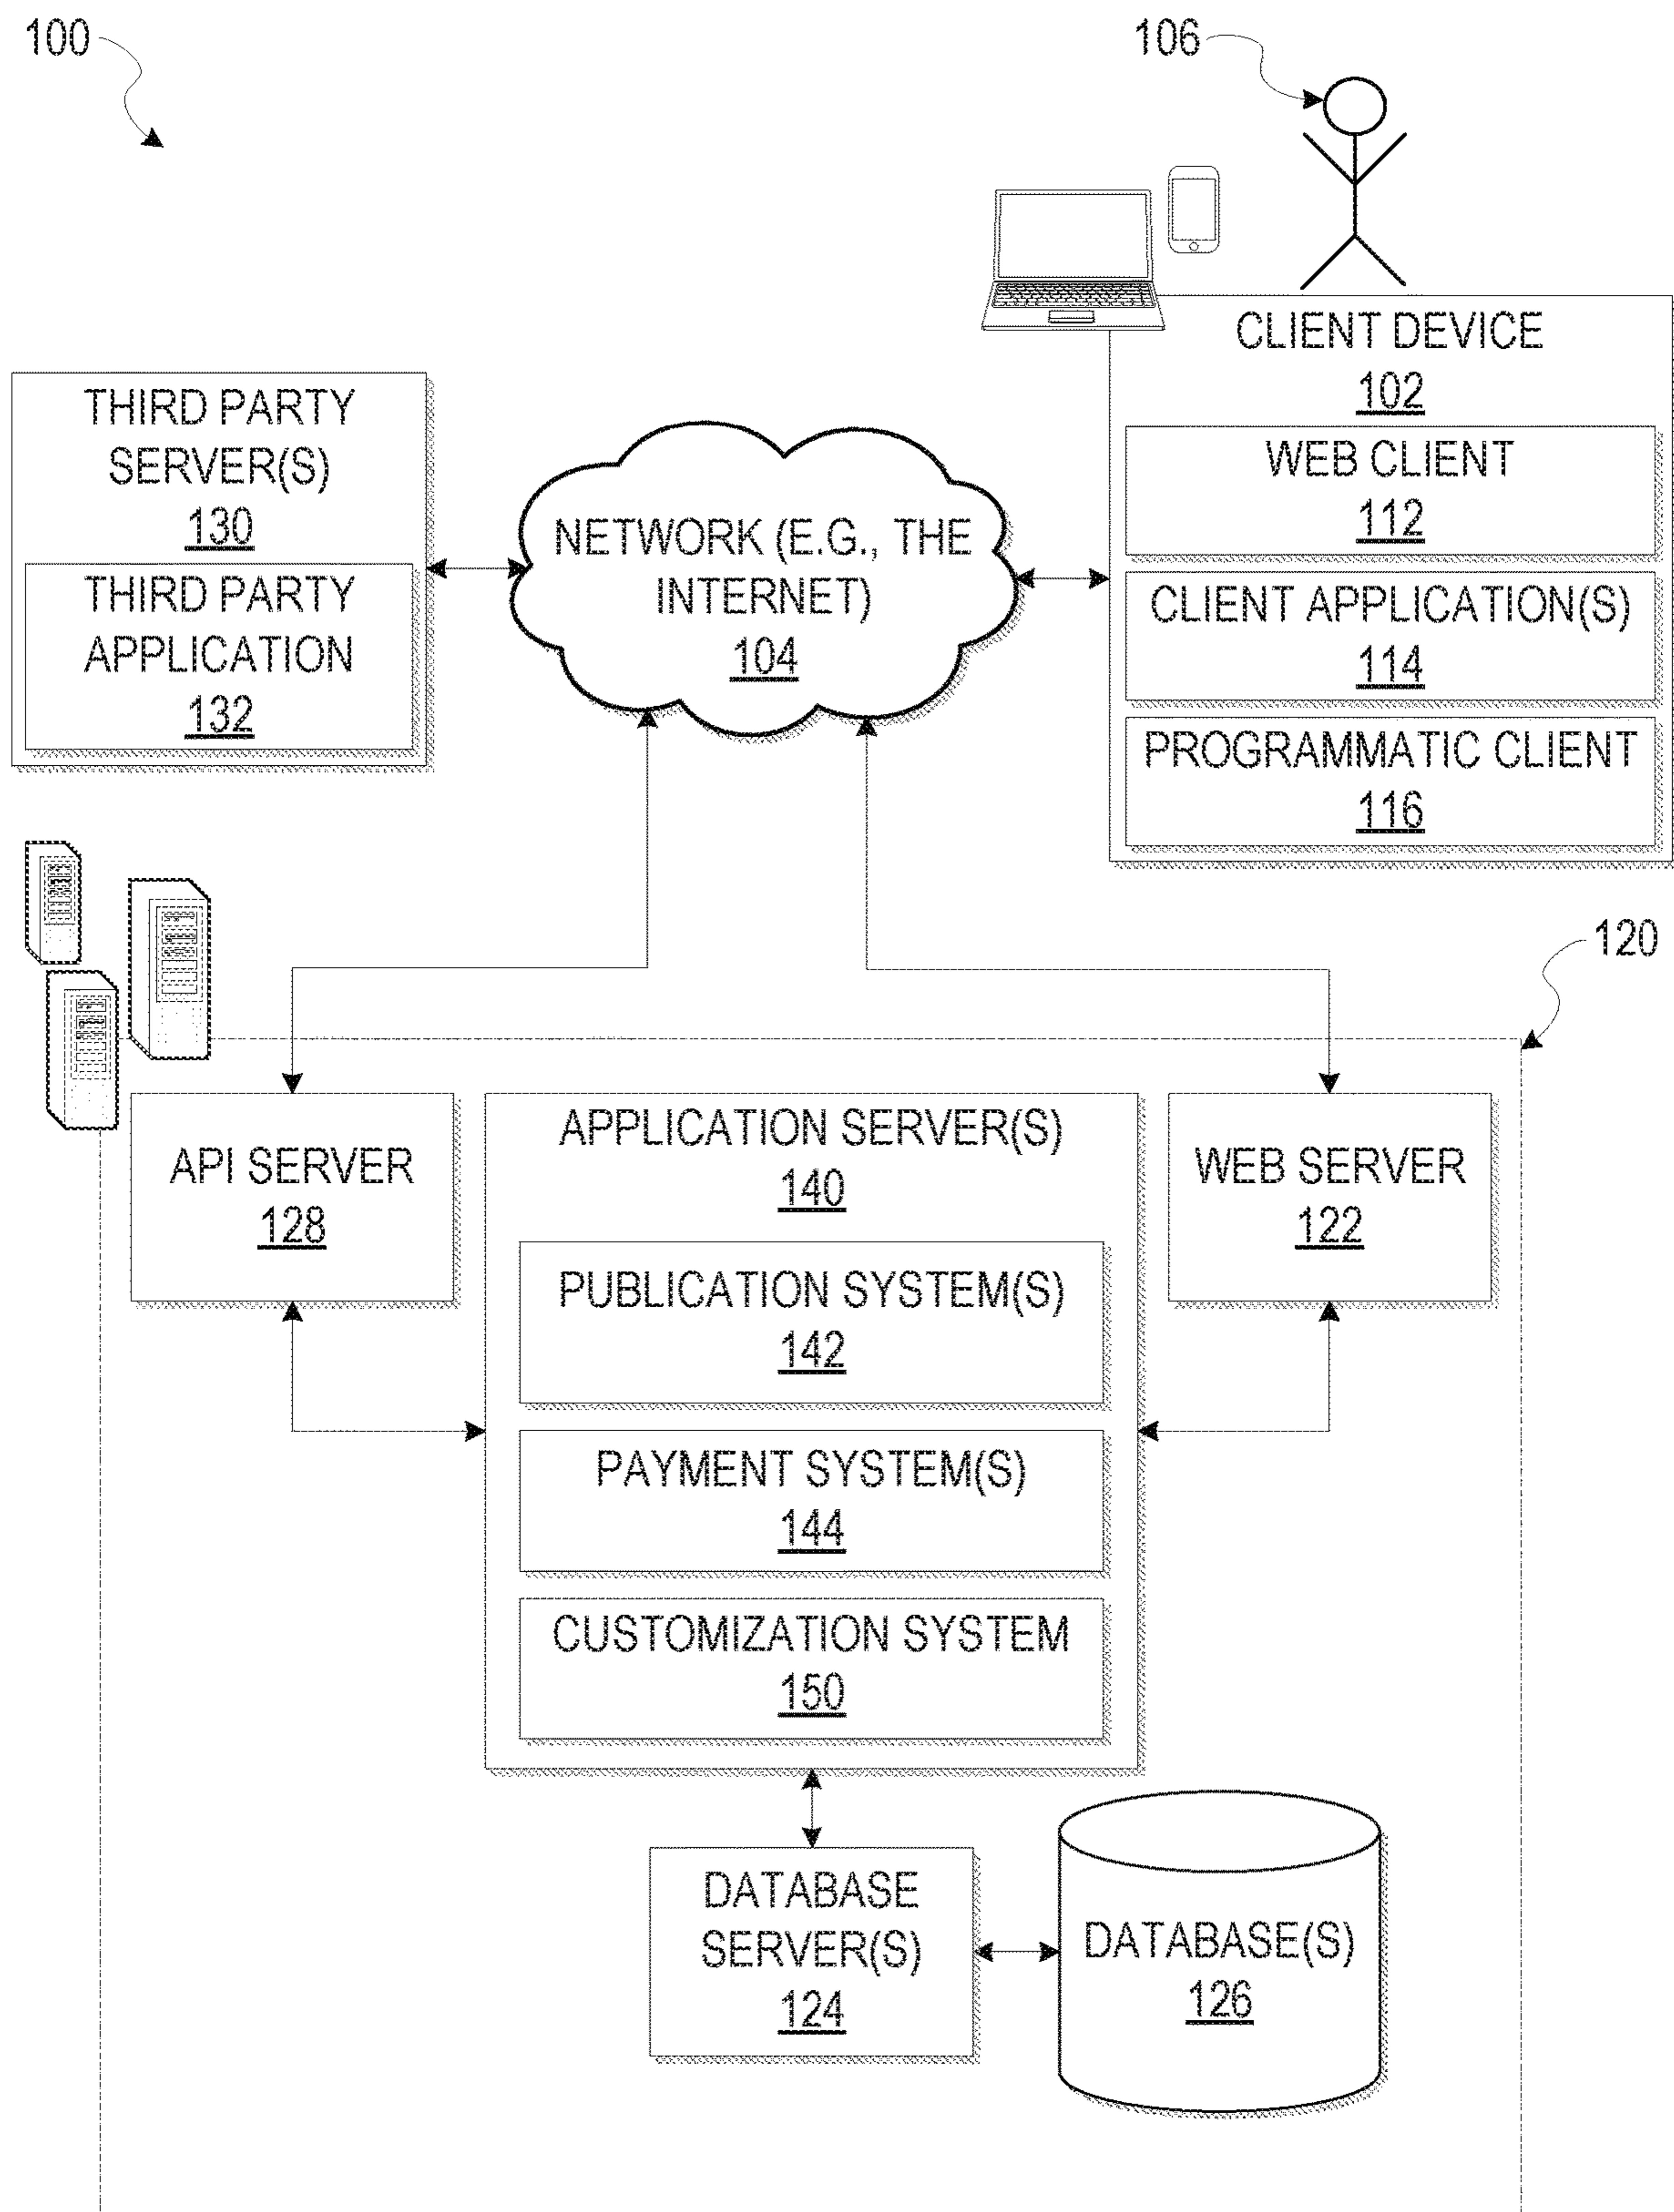 100
106
CLIENT DEVICE
102
WEB CLIENT
112
CLIENT APPLICATION(S)
114
PROGRAMMATIC CLIENT
116
THIRD PARTY
SERVER(S)
130
THIRD PARTY
APPLICATION
132
NETWORK (E.G., THE
INTERNET)
104
120
API SERVER
128
APPLICATION SERVER(S)
140
PUBLICATION SYSTEM(S)
142
PAYMENT SYSTEM(S)
144
CUSTOMIZATION SYSTEM
150
WEB SERVER
122
DATABASE
SERVER(S)
124
DATABASE(S)
126